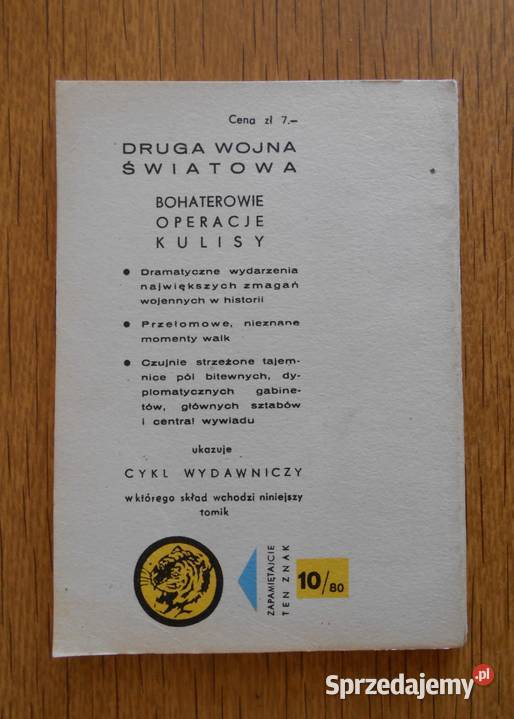 Cena zł 7.—
DRUGA WOJNA
ŚWIATOWA
BOHATEROWIE
OPERACJE
KULISY
● Dramatyczne wydarzenia
największych zmagań
wojennych w historii
● Przełomowe, nieznane
momenty walk
● Czujnie strzeżone tajem-
nice pól bitewnych, dy-
plomatycznych gabine-
tów, głównych sztabów
i central wywiadu
ukazuje
CYKL WYDAWNICZY
w którego skład wchodzi niniejszy
tomik
ZAPAMIĘTAJCIE
TEN ZNAK
10/80
Sprzedajemy.pl